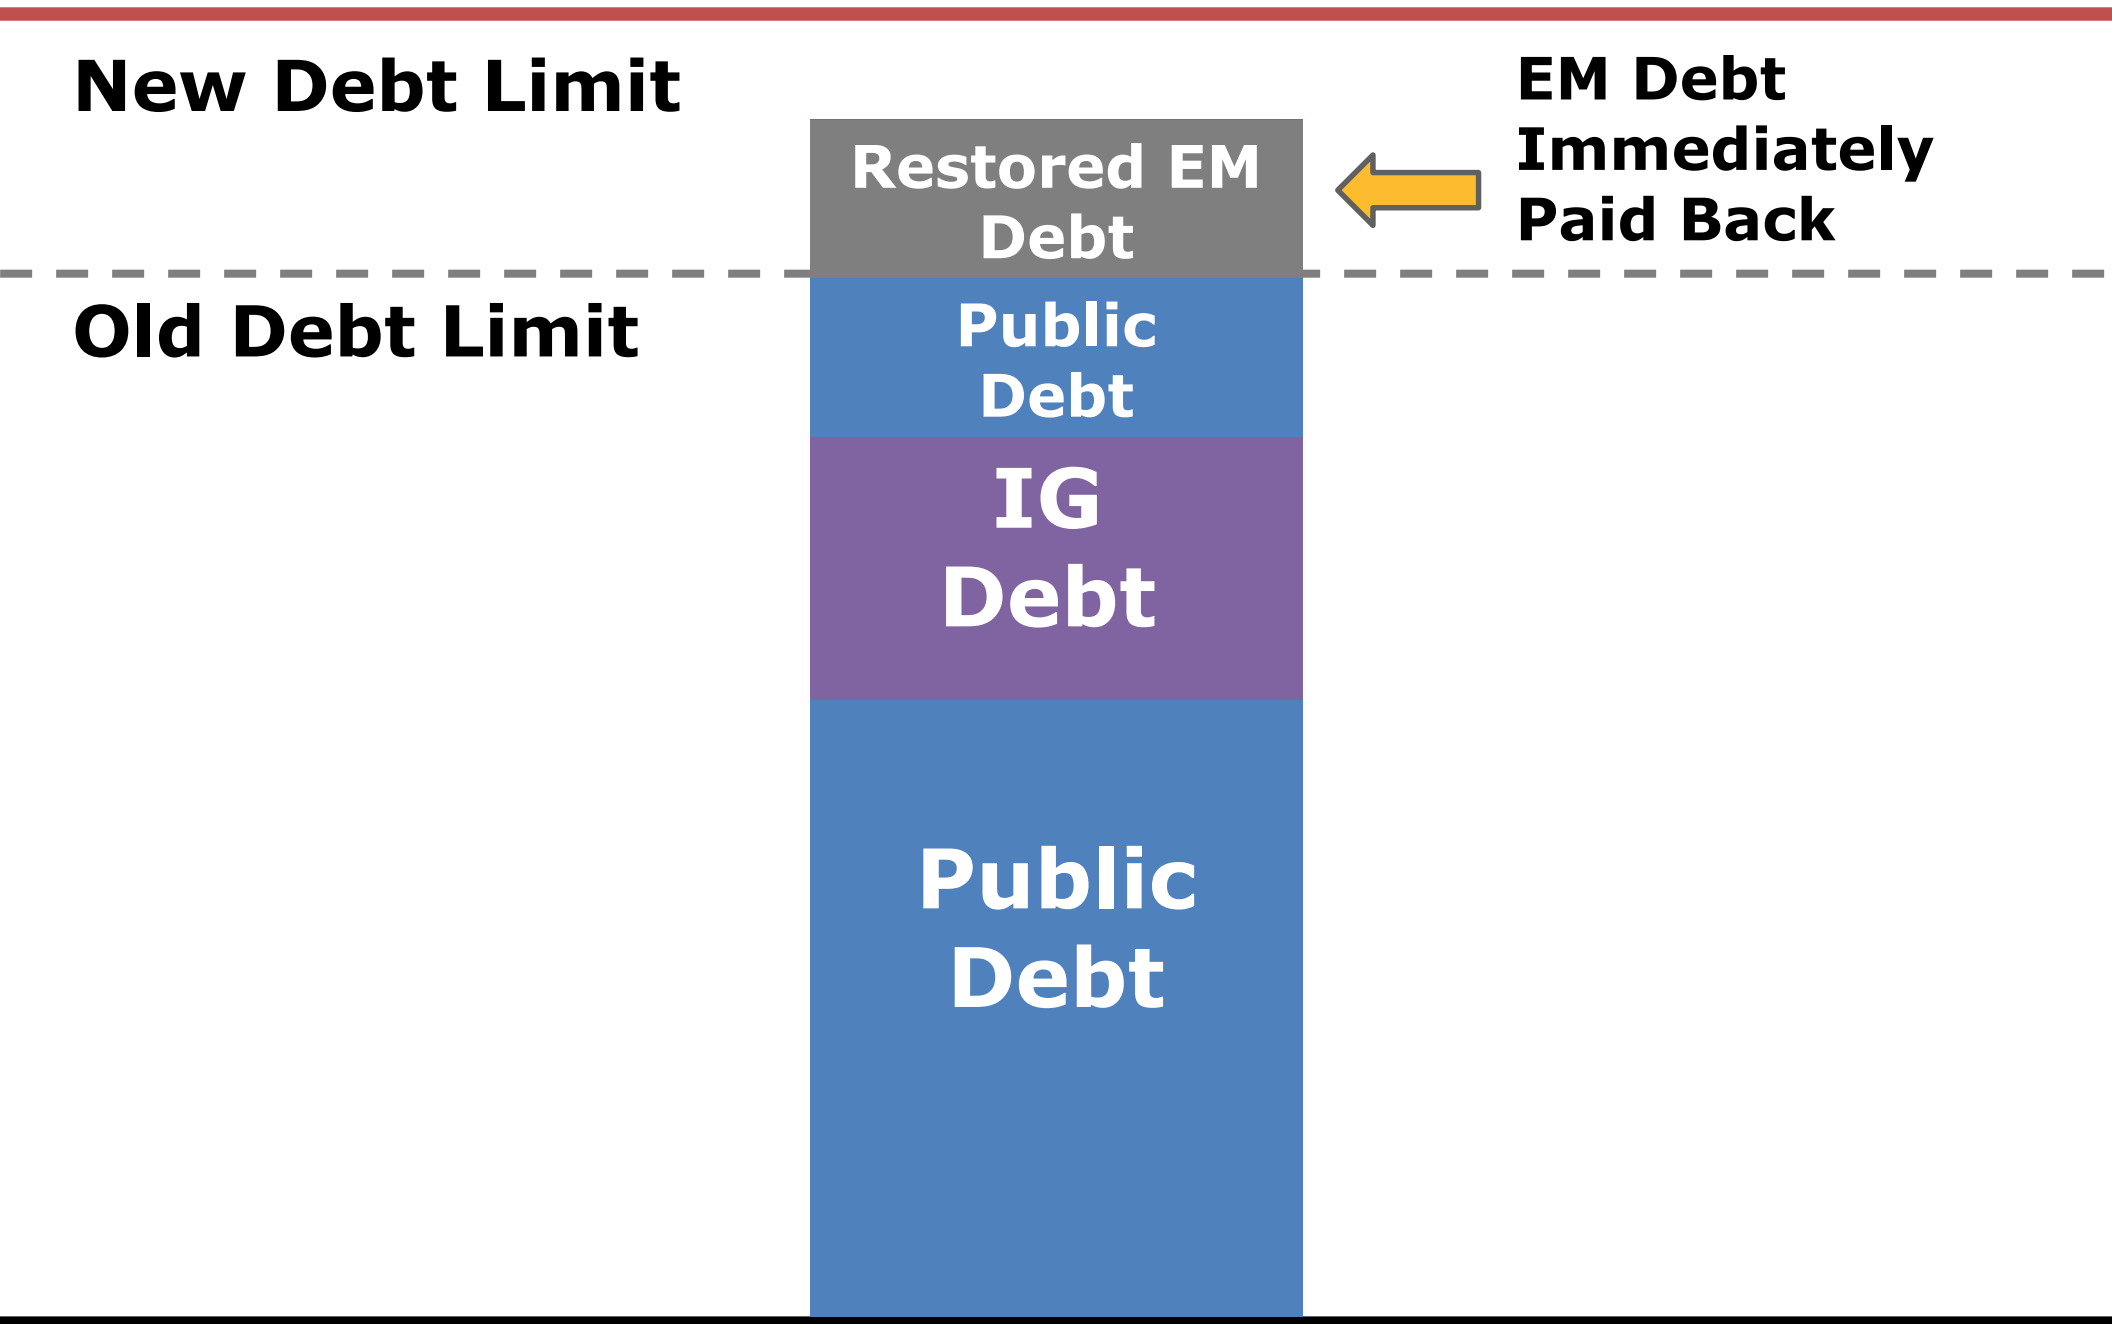 New Debt Limit
EM Debt
Immediately
Paid Back
Restored EM
Debt
Old Debt Limit
Public
Debt
IG
Debt
Public
Debt